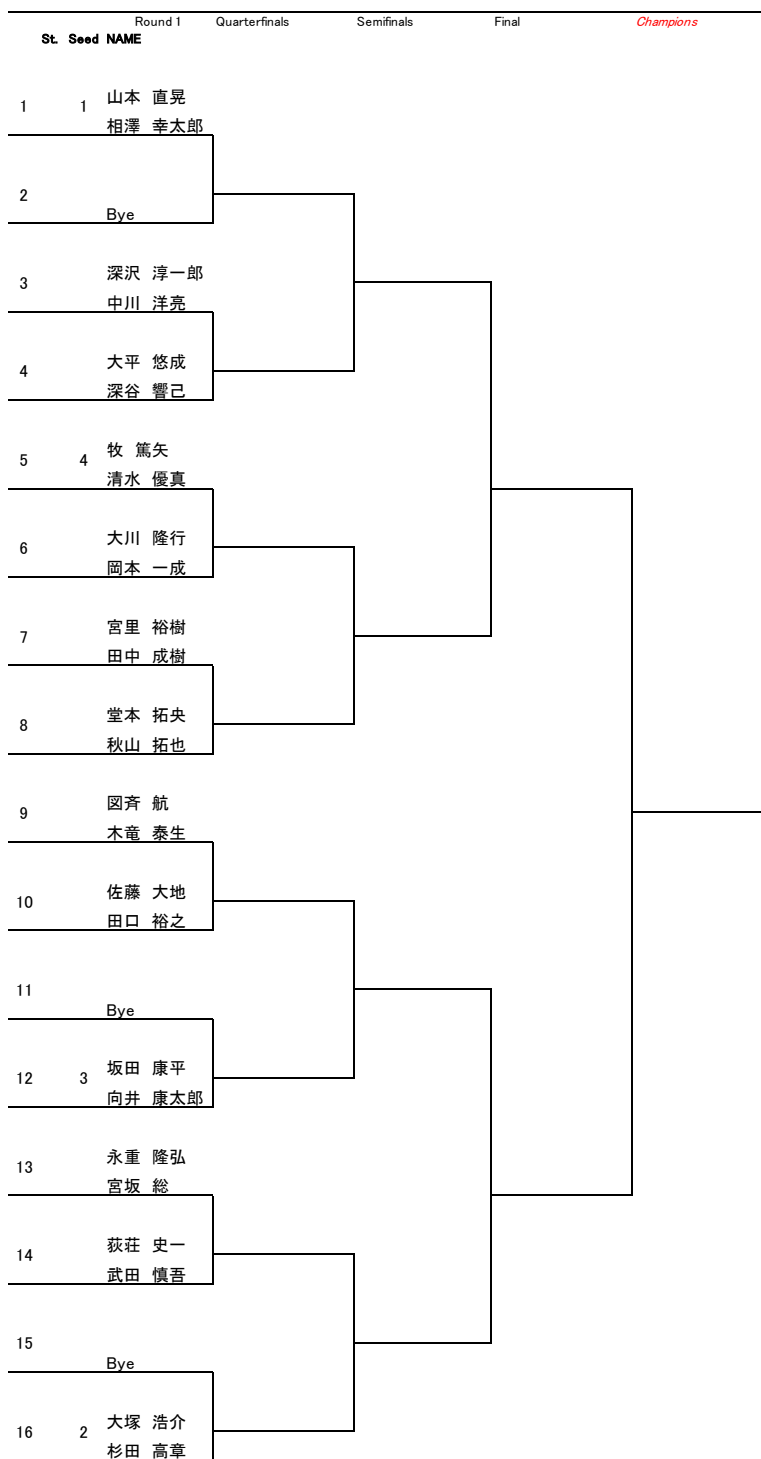 Round 1 Quarterfinals Semifinals Final Champions
St. Seed NAME
山本 直晃
1 1
相澤 幸太郎
2
Bye
深沢 淳一郎
3
中川 洋亮
大平 悠成
4
深谷 響己
牧 篤矢
5 4
清水 優真
大川 隆行
6
岡本 一成
宮里 裕樹
7
田中 成樹
堂本 拓央
8
秋山 拓也
図斉 航
9
木竜 泰生
佐藤 大地
10
田口 裕之
11
Bye
坂田 康平
12 3
向井 康太郎
永重 隆弘
13
宮坂 総
荻荘 史一
14
武田 慎吾
15
Bye
大塚 浩介
16 2
杉田 高章